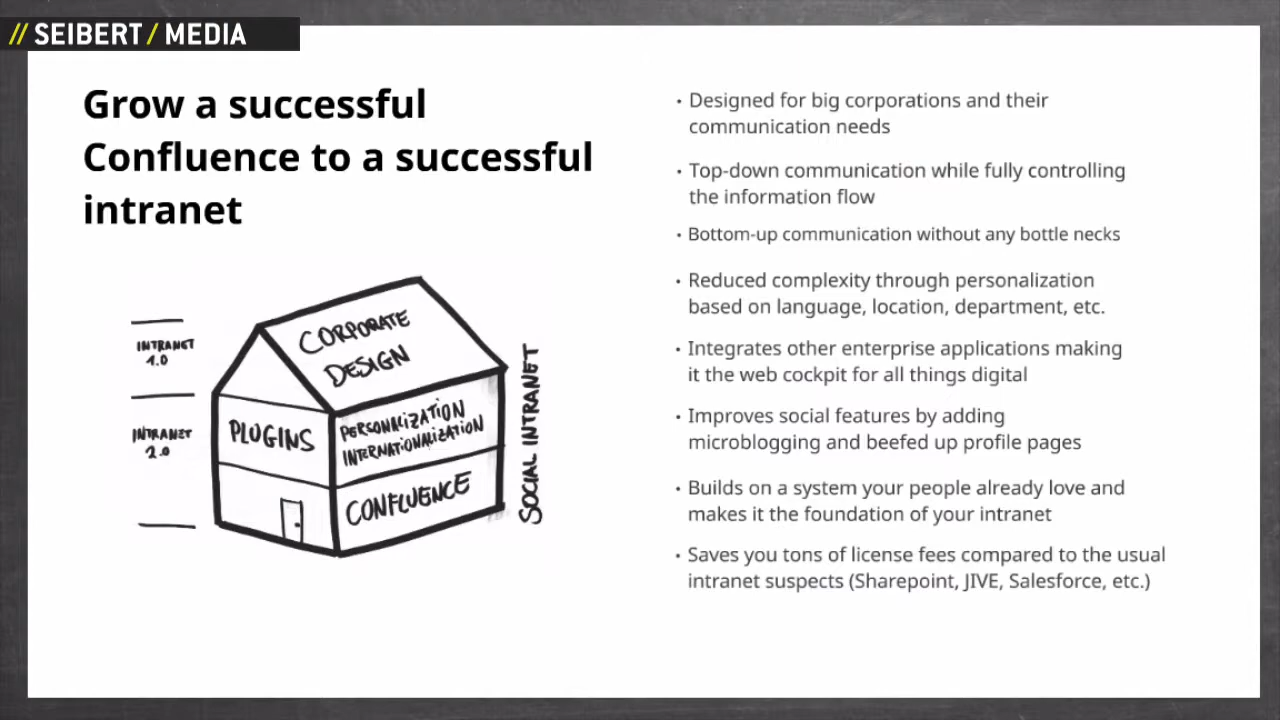 // SEIBERT / MEDIA
Grow a successful
Confluence to a successful
intranet
INTRANET
1.0
INTRANET
2.0
CORPORATE
DESIGN
PLUGINS
PERSONALIZATION
INTERNATIONALIZATION
CONFLUENCE
SOCIAL INTRANET
• Designed for big corporations and their
communication needs
• Top-down communication while fully controlling
the information flow
• Bottom-up communication without any bottle necks
• Reduced complexity through personalization
based on language, location, department, etc.
• Integrates other enterprise applications making
it the web cockpit for all things digital
• Improves social features by adding
microblogging and beefed up profile pages
• Builds on a system your people already love and
makes it the foundation of your intranet
• Saves you tons of license fees compared to the usual
intranet suspects (Sharepoint, JIVE, Salesforce, etc.)